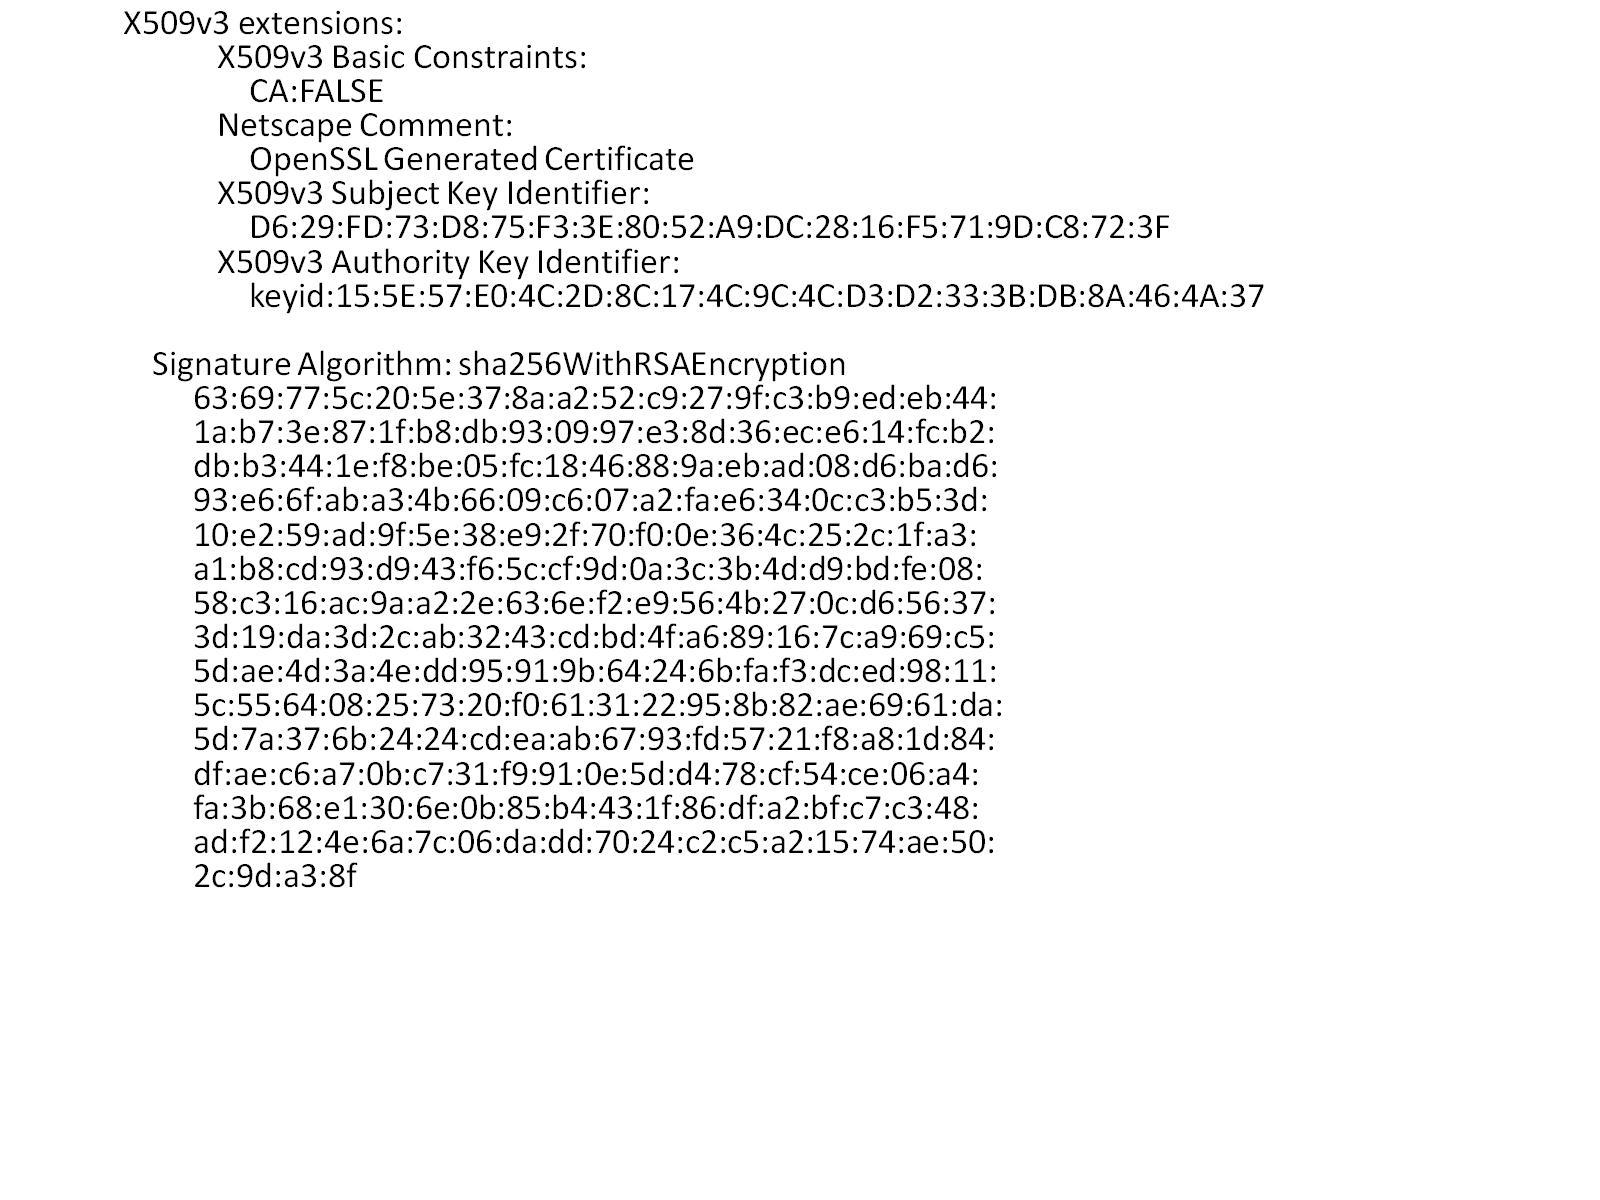 X509v3 extensions:
X509v3 Basic Constraints:
CA:FALSE
Netscape Comment:
OpenSSL Generated Certificate
X509v3 Subject Key Identifier:
D6:29:FD:73:D8:75:F3:3E:80:52:A9:DC:28:16:F5:71:9D:C8:72:3F
X509v3 Authority Key Identifier:
keyid:15:5E:57:E0:4C:2D:8C:17:4C:9C:4C:D3:D2:33:3B:DB:8A:46:4A:37
Signature Algorithm: sha256WithRSAEncryption
63:69:77:5c:20:5e:37:8a:a2:52:c9:27:9f:c3:b9:ed:eb:44:
1a:b7:3e:87:1f:b8:db:93:09:97:e3:8d:36:ec:e6:14:fc:b2:
db:b3:44:1e:f8:be:05:fc:18:46:88:9a:eb:ad:08:d6:ba:d6:
93:e6:6f:ab:a3:4b:66:09:c6:07:a2:fa:e6:34:0c:c3:b5:3d:
10:e2:59:ad:9f:5e:38:e9:2f:70:f0:0e:36:4c:25:2c:1f:a3:
a1:b8:cd:93:d9:43:f6:5c:cf:9d:0a:3c:3b:4d:d9:bd:fe:08:
58:c3:16:ac:9a:a2:2e:63:6e:f2:e9:56:4b:27:0c:d6:56:37:
3d:19:da:3d:2c:ab:32:43:cd:bd:4f:a6:89:16:7c:a9:69:c5:
5d:ae:4d:3a:4e:dd:95:91:9b:64:24:6b:fa:f3:dc:ed:98:11:
5c:55:64:08:25:73:20:f0:61:31:22:95:8b:82:ae:69:61:da:
5d:7a:37:6b:24:24:cd:ea:ab:67:93:fd:57:21:f8:a8:1d:84:
df:ae:c6:a7:0b:c7:31:f9:91:0e:5d:d4:78:cf:54:ce:06:a4:
fa:3b:68:e1:30:6e:0b:85:b4:43:1f:86:df:a2:bf:c7:c3:48:
ad:f2:12:4e:6a:7c:06:da:dd:70:24:c2:c5:a2:15:74:ae:50:
2c:9d:a3:8f